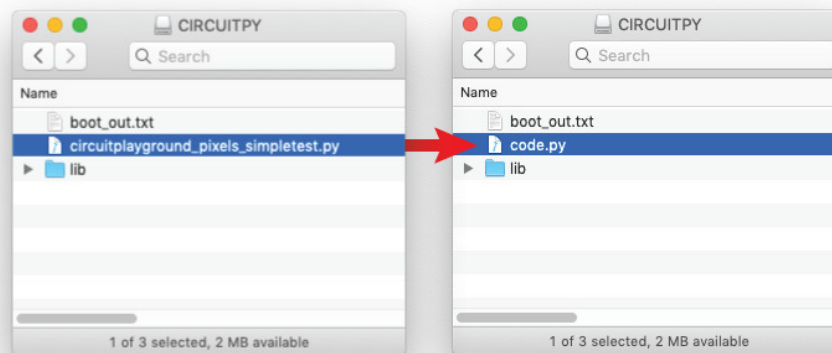 CIRCUITPY
Search
Name
boot_out.txt
circuitplayground_pixels_simpletest.py
lib
1 of 3 selected, 2 MB available
CIRCUITPY
Search
Name
boot_out.txt
code.py
lib
1 of 3 selected, 2 MB available